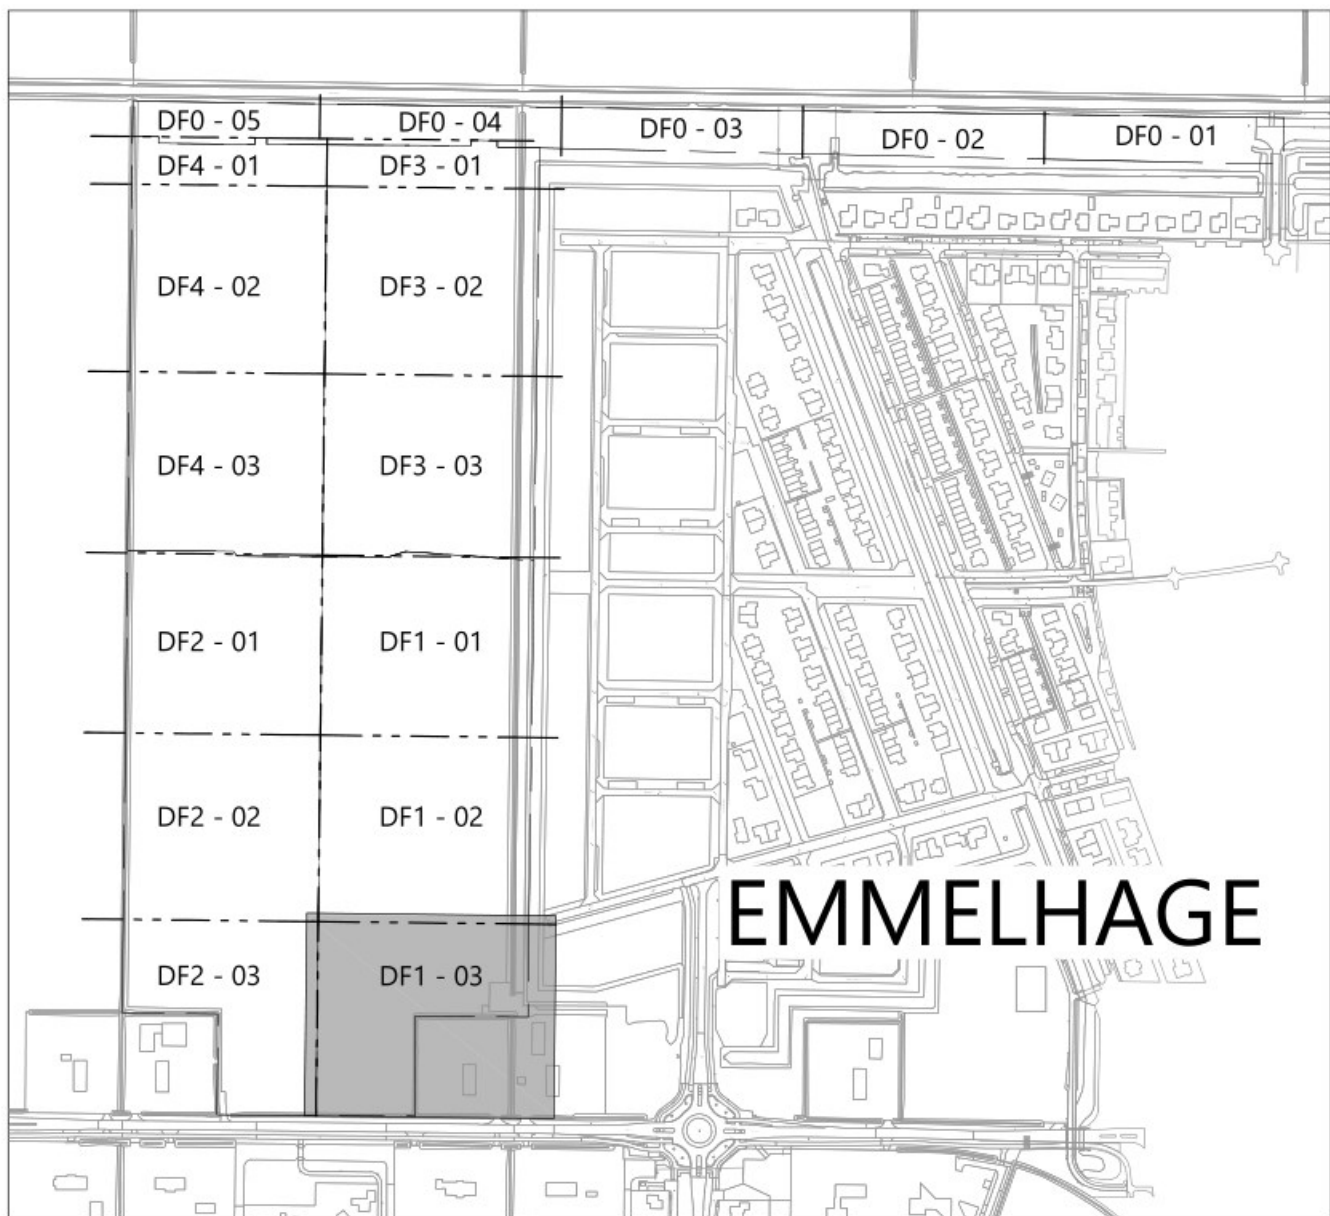 DF0 - 05
DF0 - 04
DF0 - 03
DF0 - 02
DF0 - 01
DF4 - 01
DF3 - 01
DF4 - 02
DF3 - 02
DF4 - 03
DF3 - 03
DF2 - 01
DF1 - 01
DF2 - 02
DF1 - 02
EMMELHAGE
DF2 - 03
DF1 - 03